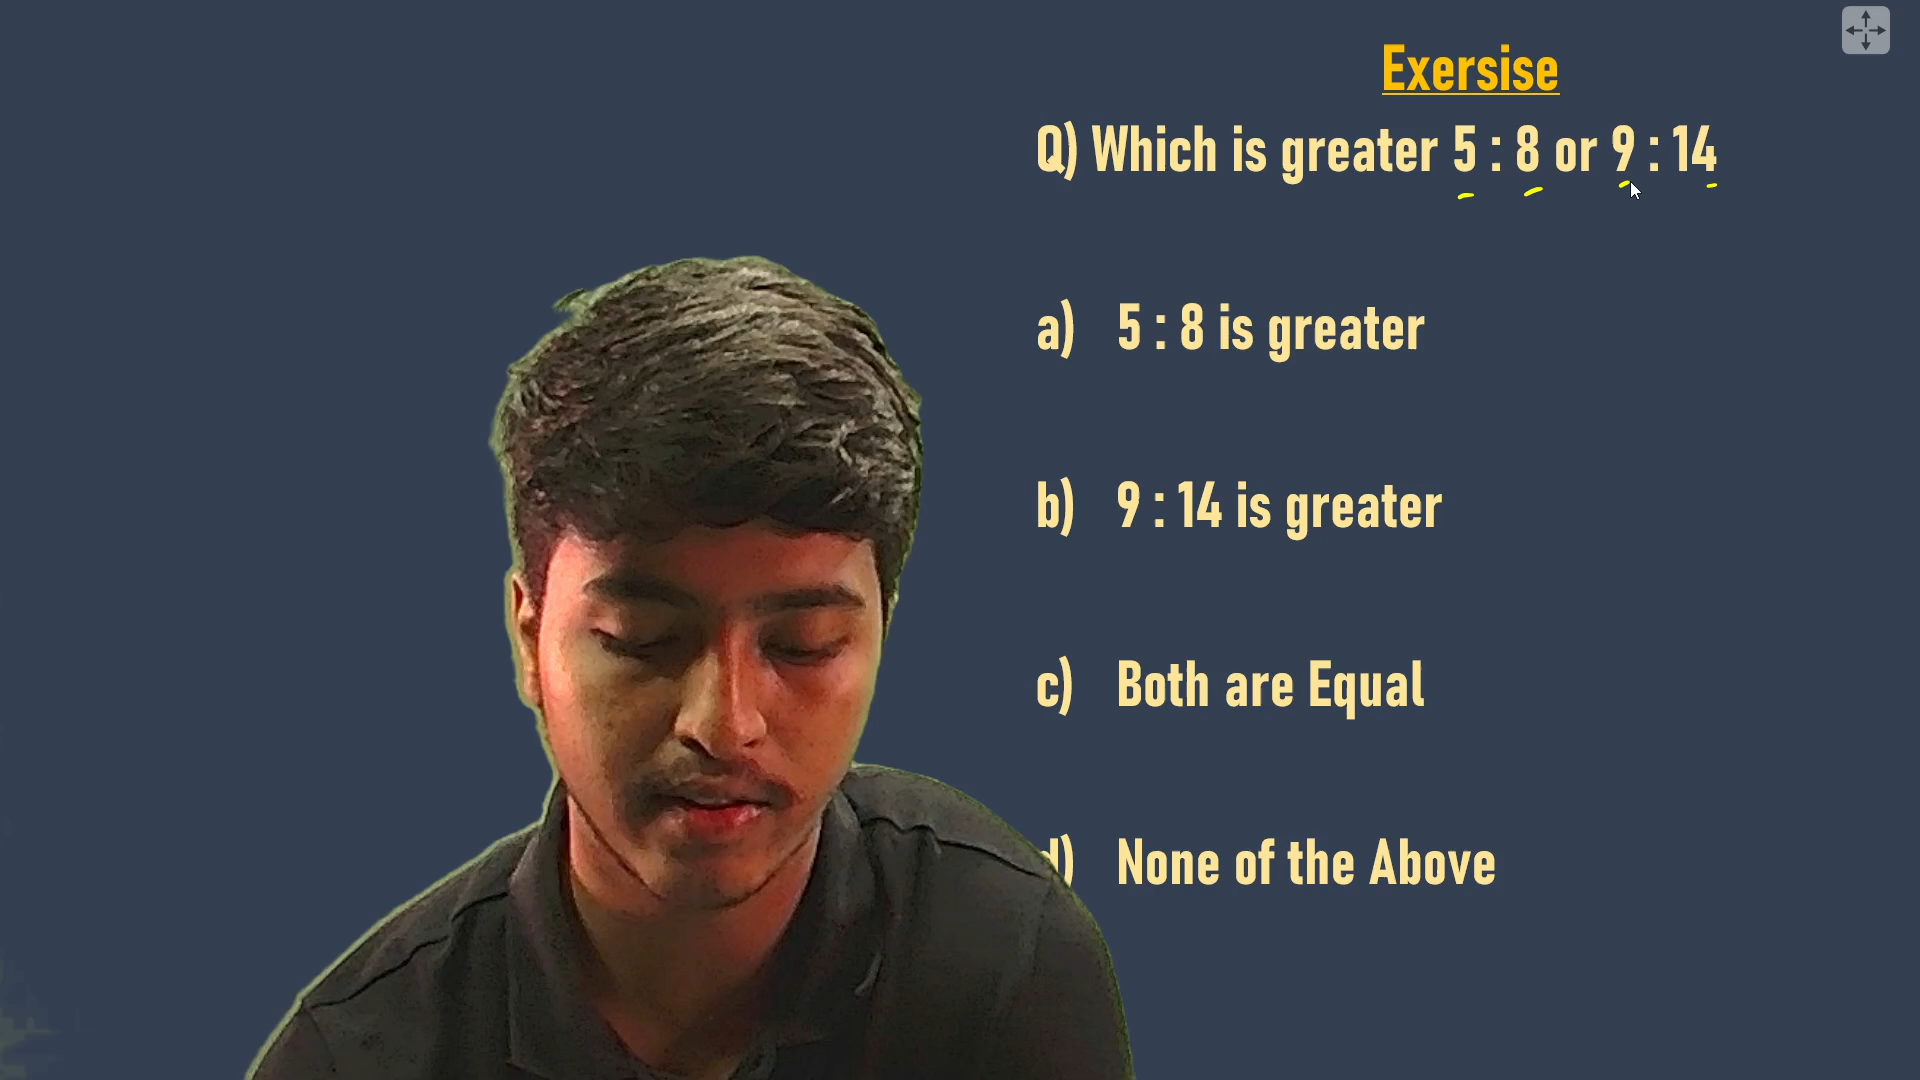 Exersise
Q) Which is greater 5 : 8 or 9 : 14
a) 5 : 8 is greater
b) 9 : 14 is greater
c) Both are Equal
d) None of the Above